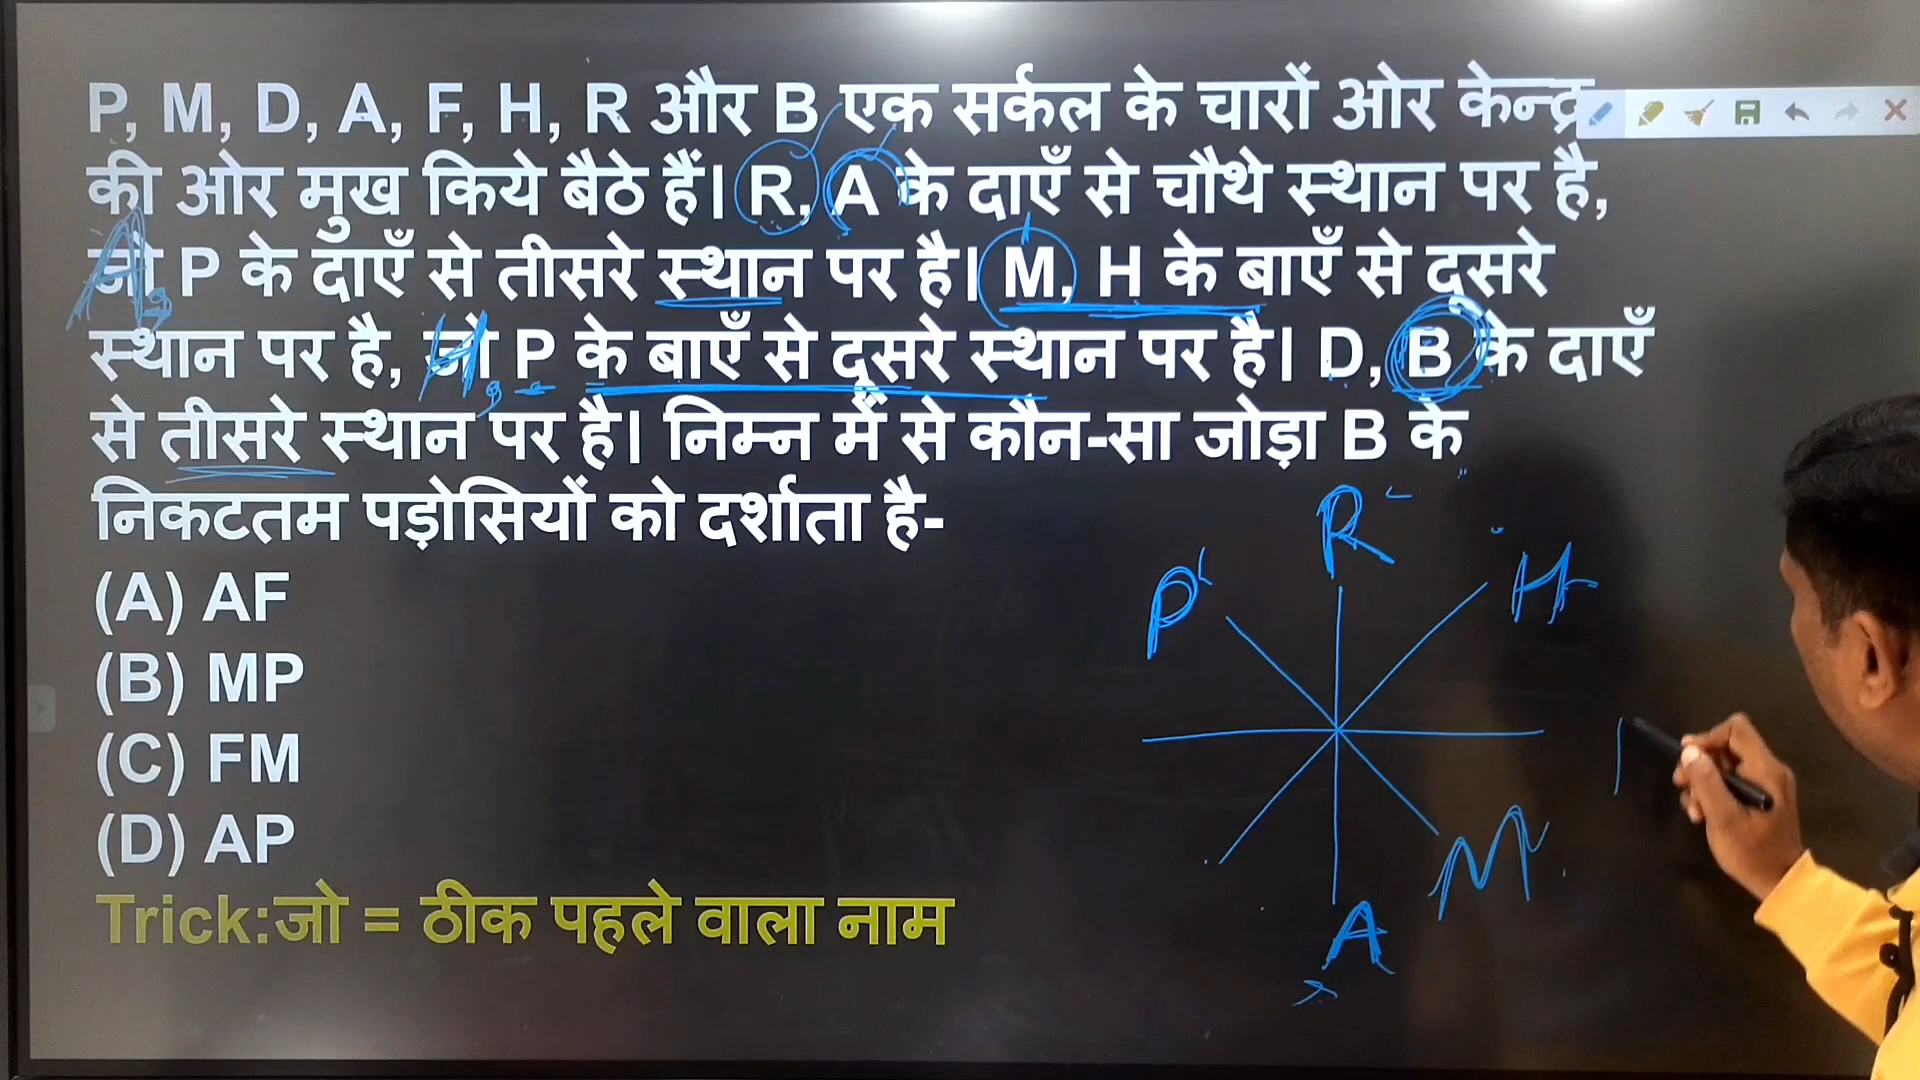 P, M, D, A, F, H, R और B एक सर्कल के चारों ओर केन्द्र
की ओर मुख किये बैठे हैं। R, A के दाएँ से चौथे स्थान पर है,
जो P के दाएँ से तीसरे स्थान पर है। M, H के बाएँ से दूसरे
स्थान पर है, जो P के बाएँ से दूसरे स्थान पर है। D, B के दाएँ
से तीसरे स्थान पर है। निम्न में से कौन-सा जोड़ा B के
निकटतम पड़ोसियों को दर्शाता है-
(A) AF
(B) MP
(C) FM
(D) AP
Trick:जो = ठीक पहले वाला नाम
A
H
R
P
H
M
A